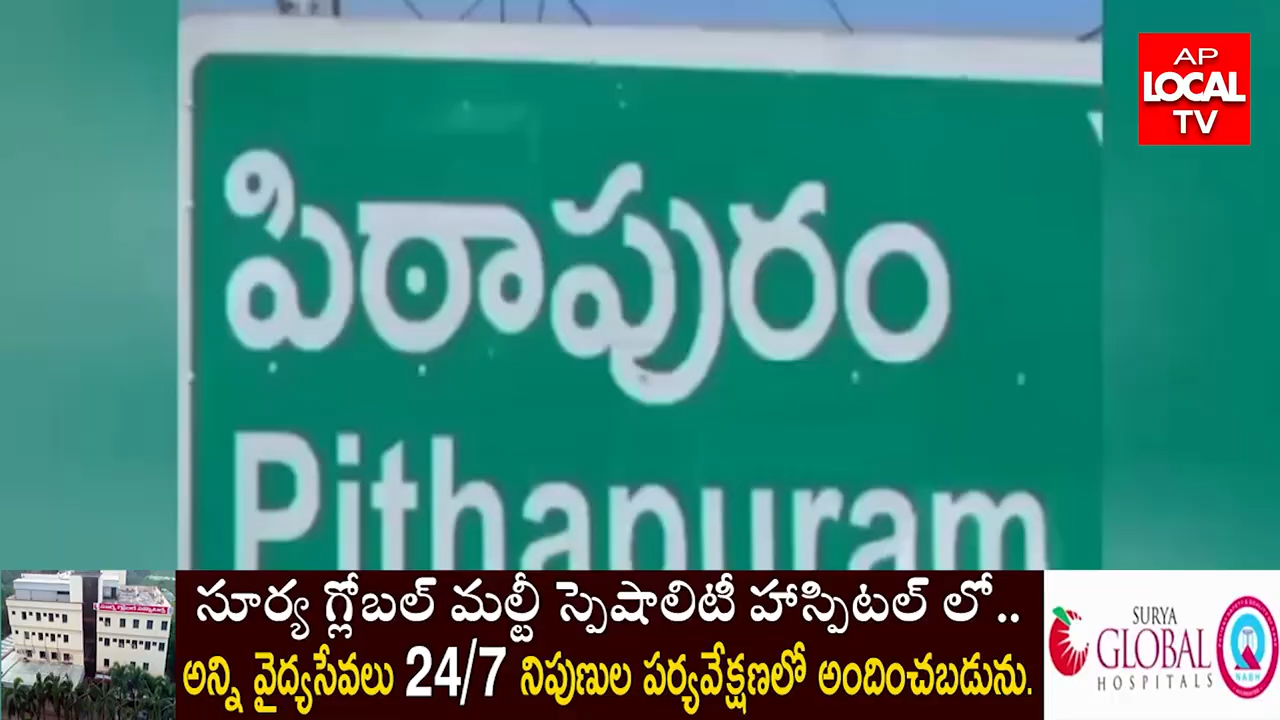 AP
LOCAL
TV
పిఠాపురం
Pithapuram
సూర్య గ్లోబల్ మల్టీ స్పెషాలిటీ హాస్పిటల్ లో..
అన్ని వైద్యసేవలు 24/7 నిపుణుల పర్యవేక్షణలో అందించబడును.
SURYA
GLOBAL
HOSPITALS
NABH